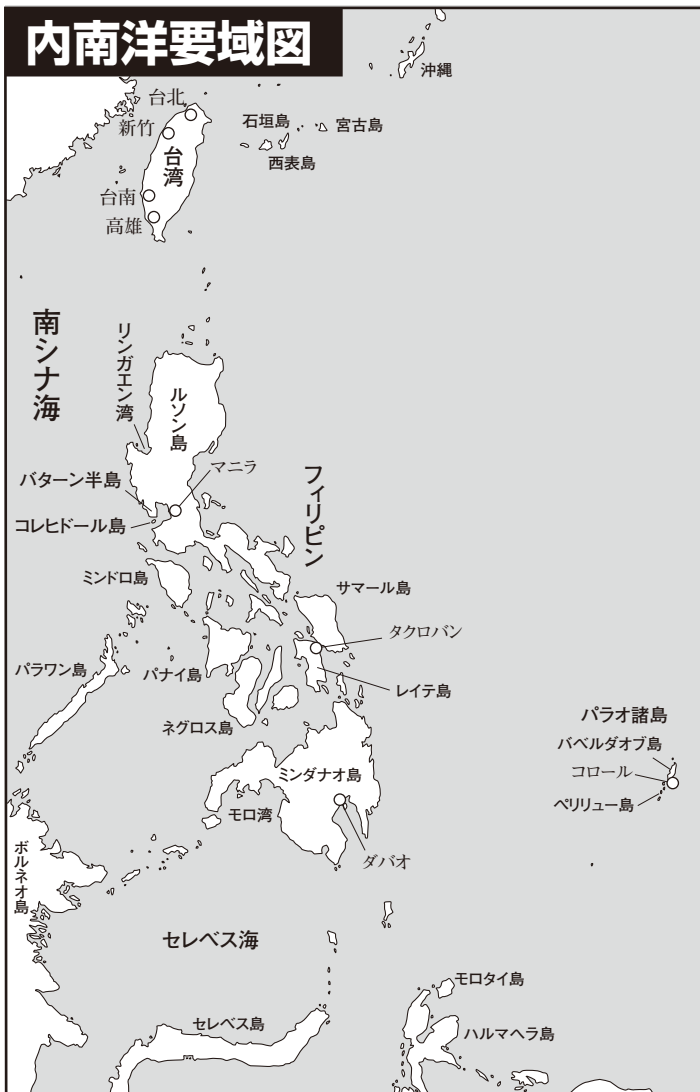 内南洋要域図
沖縄
台北
新竹
石垣島
宮古島
西表島
台湾
台南
高雄
南シナ海
リンガエン湾
ルソン島
マニラ
バターン半島
コレヒドール島
フィリピン
ミンドロ島
サマール島
タクロバン
パラワン島
パナイ島
レイテ島
ネグロス島
パラオ諸島
バベルダオブ島
コロール
ペリリュー島
ミンダナオ島
モロ湾
ダバオ
ボルネオ島
セレベス海
モロタイ島
セレベス島
ハルマヘラ島